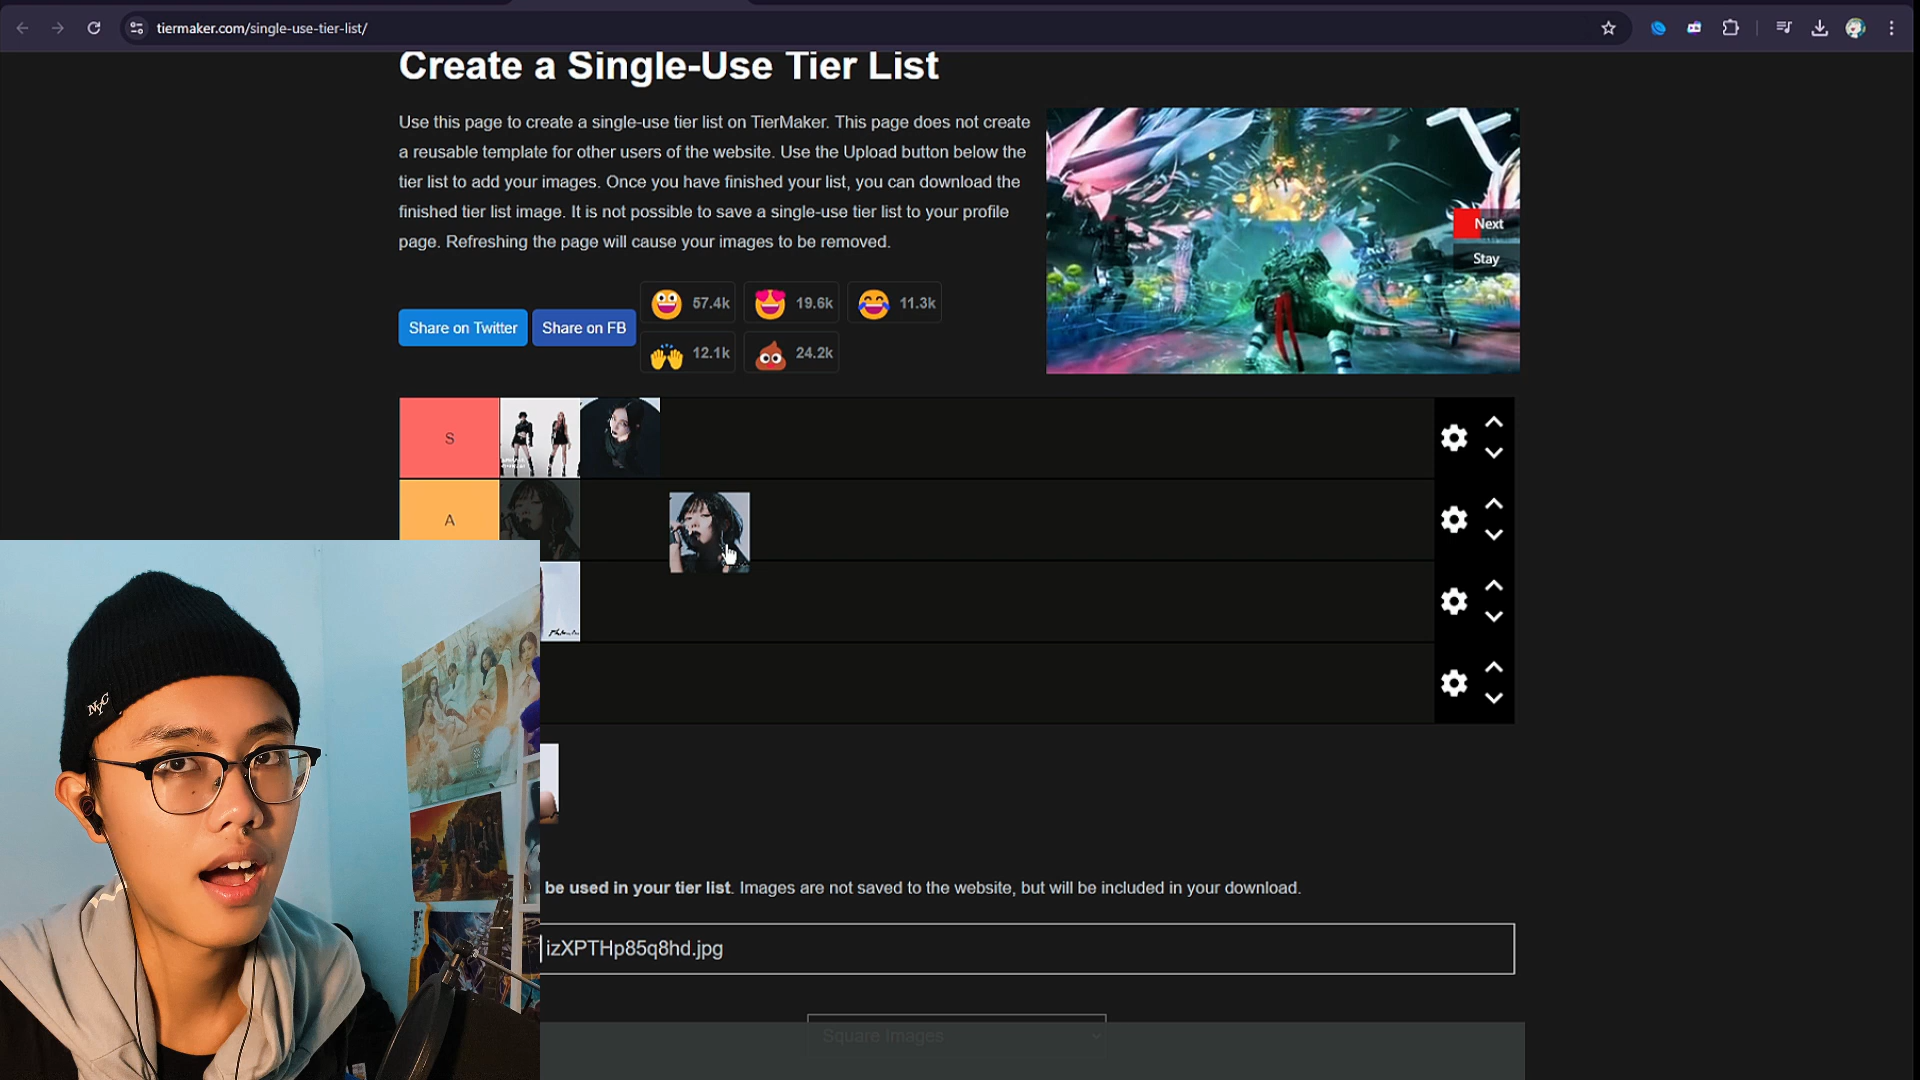 tiermaker.com/single-use-tier-list/
Create a Single-Use Tier List
Use this page to create a single-use tier list on TierMaker. This page does not create
a reusable template for other users of the website. Use the Upload button below the
tier list to add your images. Once you have finished your list, you can download the
finished tier list image. It is not possible to save a single-use tier list to your profile
page. Refreshing the page will cause your images to be removed.
Next
Stay
Share on Twitter
Share on FB
57.4k
19.6k
11.3k
12.1k
24.2k
S
A
NYC
be used in your tier list. Images are not saved to the website, but will be included in your download.
izXPTHp85q8hd.jpg
Square Images